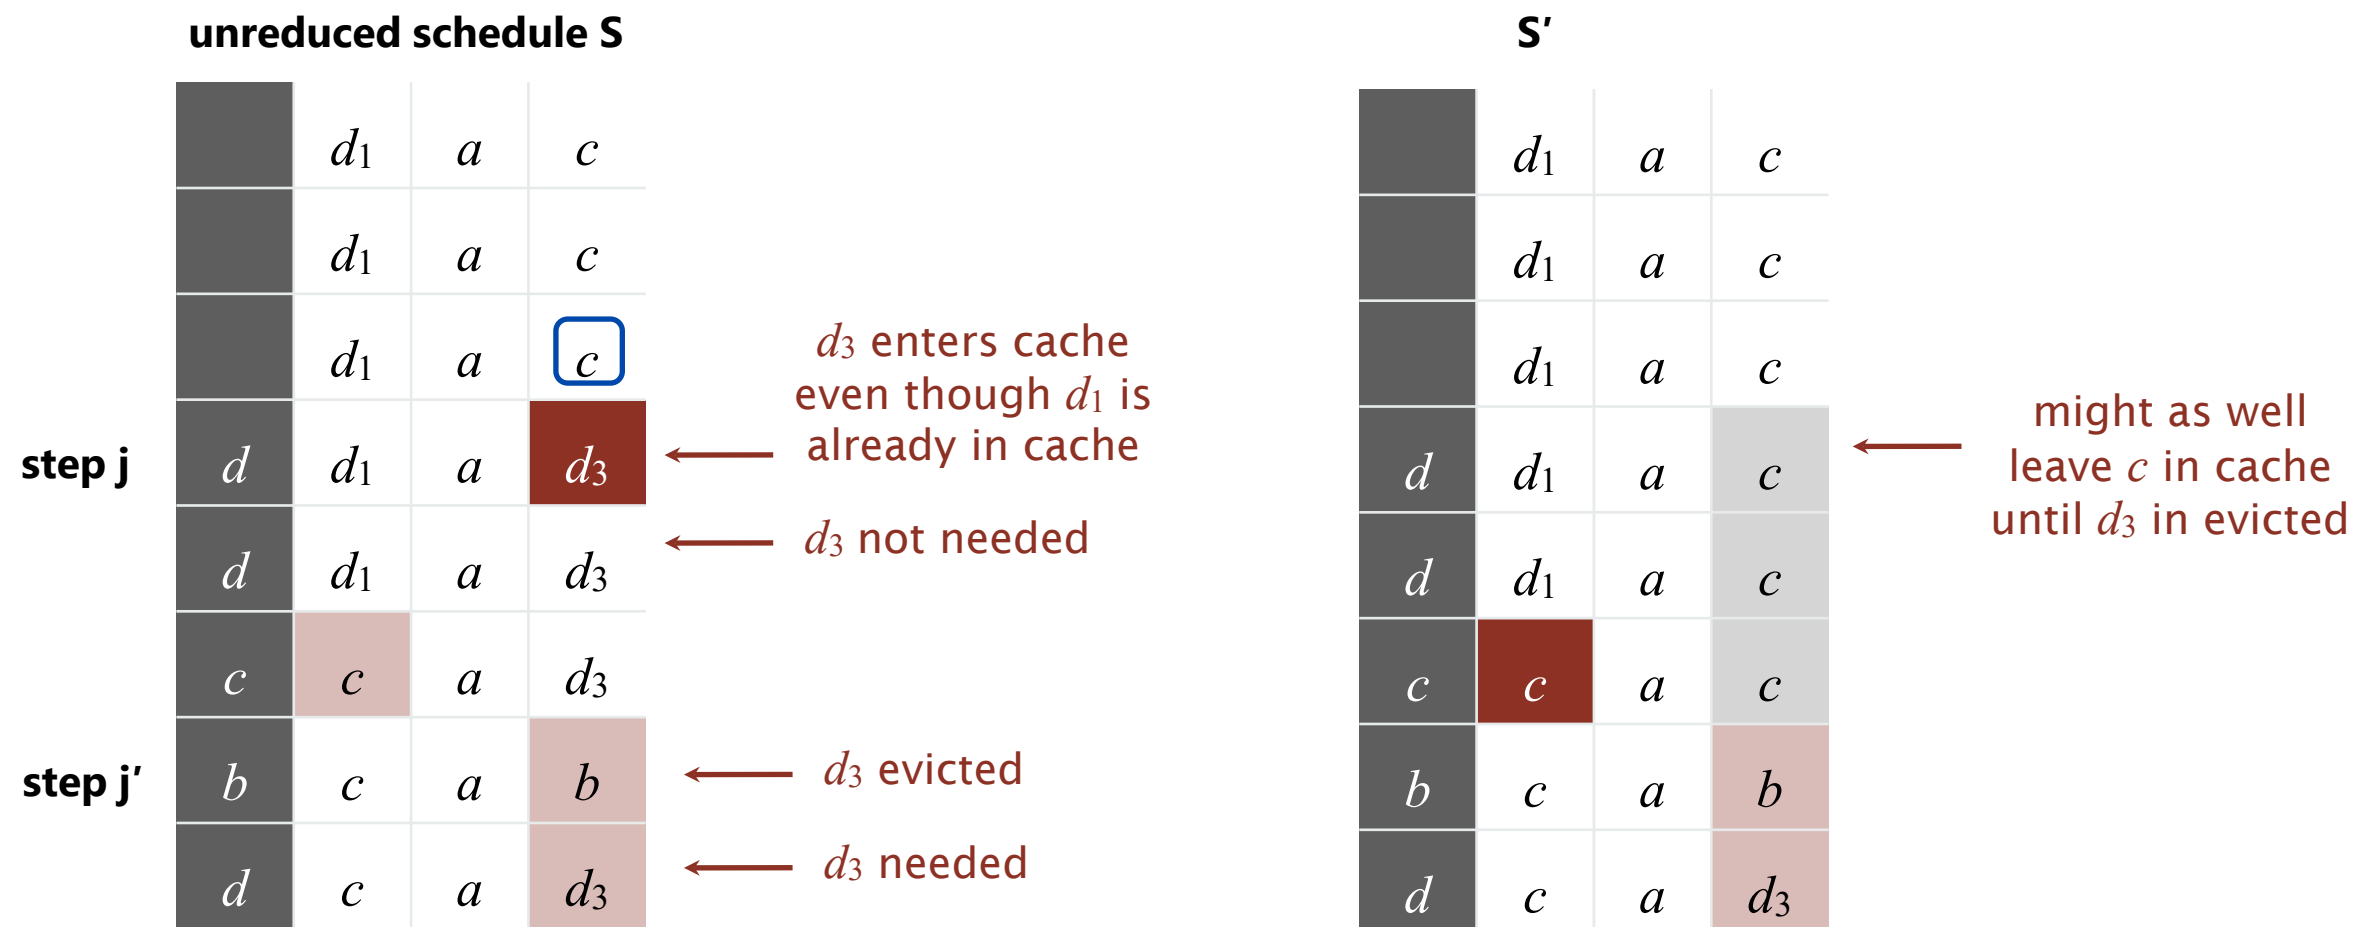 unreduced schedule S
d1 a c
d1 a c
d1 a c
step j d d1 a d3
d d1 a d3
c c a d3
step j′ b c a b
d c a d3
d3 enters cache
even though d1 is
already in cache
d3 not needed
d3 evicted
d3 needed
S′
d1 a c
d1 a c
d1 a c
d d1 a c
d d1 a c
c c a c
b c a b
d c a d3
might as well
leave c in cache
until d3 in evicted